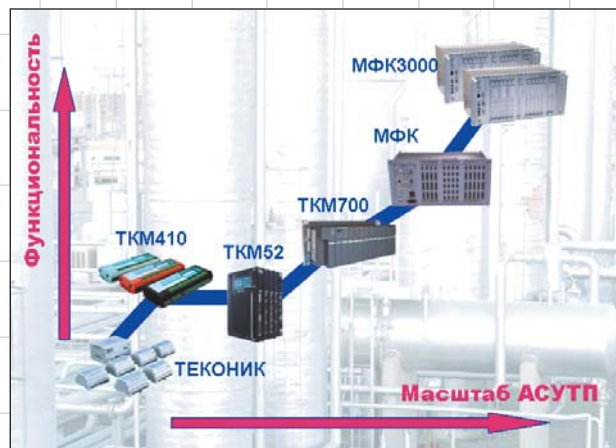 Функциональность
МФК3000
МФК
ТКМ700
ТКМ410
ТКМ52
ТЕКОНИК
Масштаб АСУТП